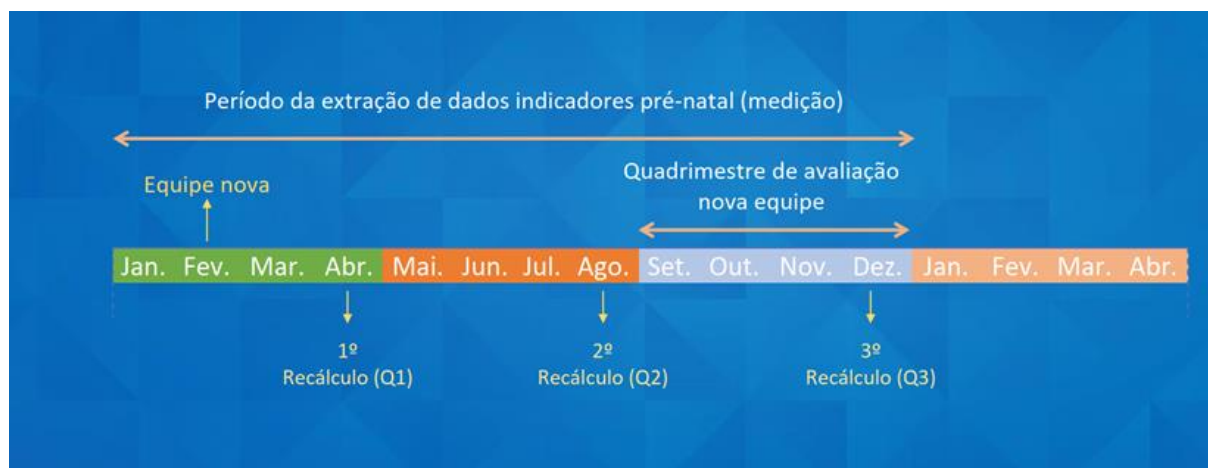 Período da extração de dados indicadores pré-natal (medição)
Equipe nova
Quadrimestre de avaliação
nova equipe
Jan. Fev. Mar. Abr. Mai. Jun. Jul. Ago. Set. Out. Nov. Dez. Jan. Fev. Mar. Abr.
1º
Recálculo (Q1)
2º
Recálculo (Q2)
3º
Recálculo (Q3)